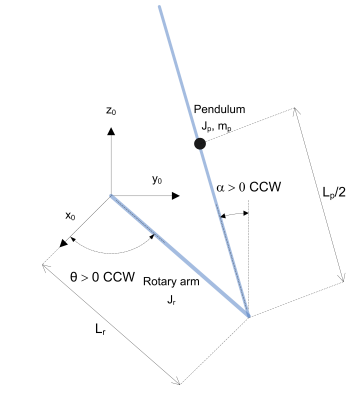 Pendulum
Jp, mp
z0
y0
α > 0 CCW
Lp/2
x0
θ > 0 CCW
Rotary arm
Jr
Lr